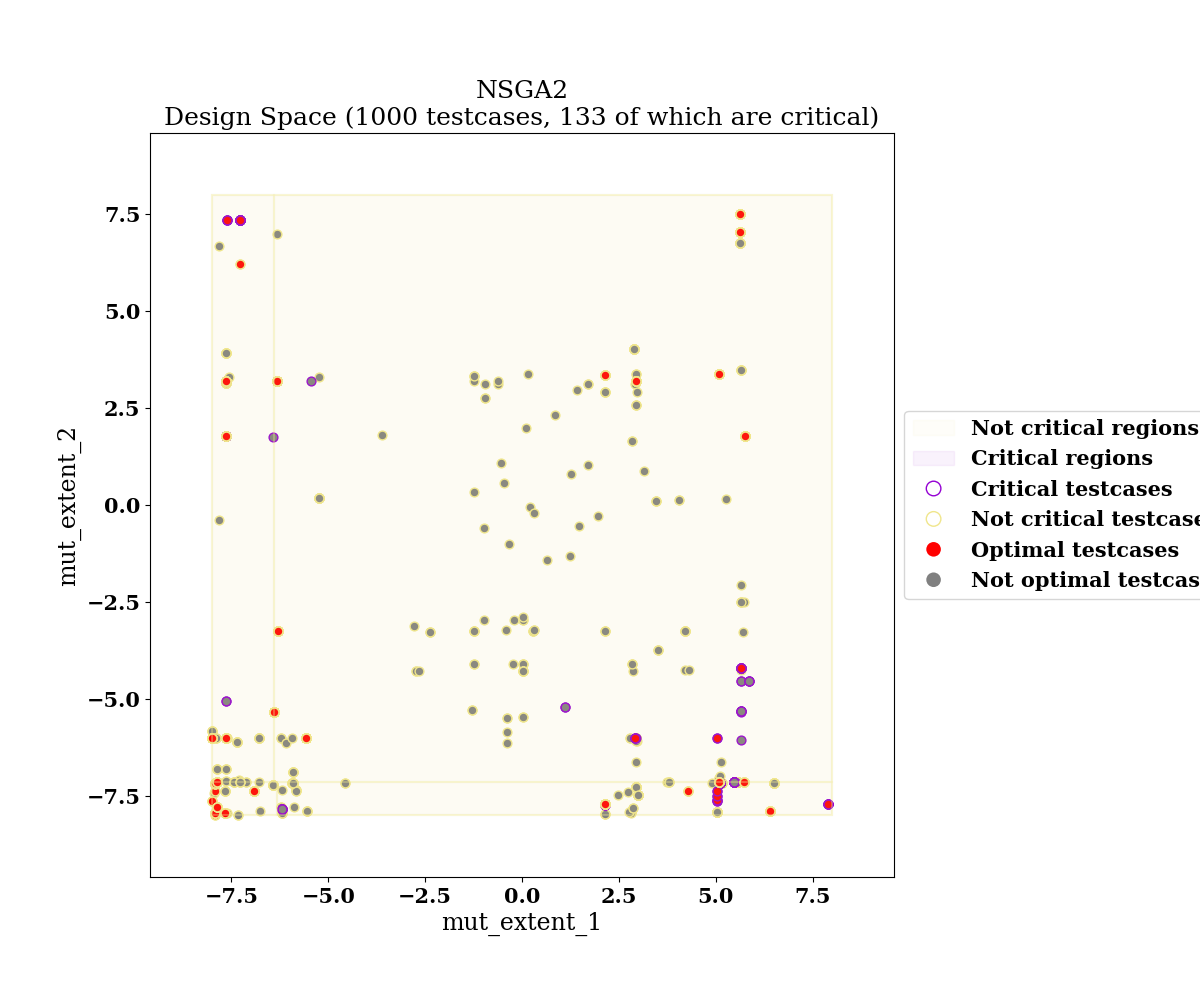 NSGA2
Design Space (1000 testcases, 133 of which are critical)
7.5
5.0
2.5
0.0
−2.5
−5.0
−7.5
mut_extent_2
−7.5 −5.0 −2.5 0.0 2.5 5.0 7.5
mut_extent_1
Not critical regions
Critical regions
Critical testcases
Not critical testcase
Optimal testcases
Not optimal testcas